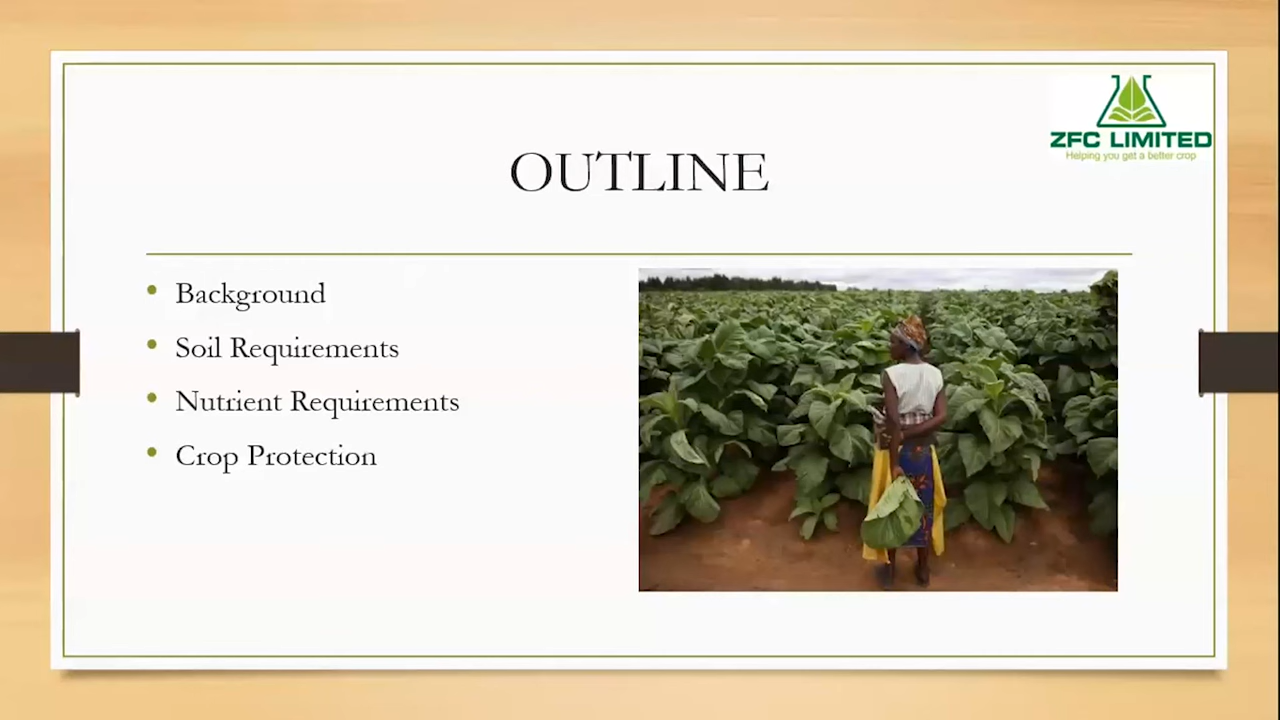 ZFC LIMITED
Helping you get a better crop
OUTLINE
• Background
• Soil Requirements
• Nutrient Requirements
• Crop Protection